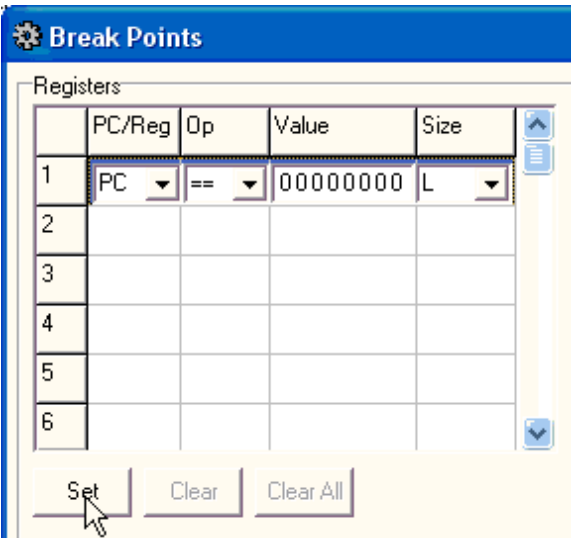 Break Points
Registers
PC/Reg Op Value Size
1 PC == 00000000 L
2
3
4
5
6
Set Clear Clear All